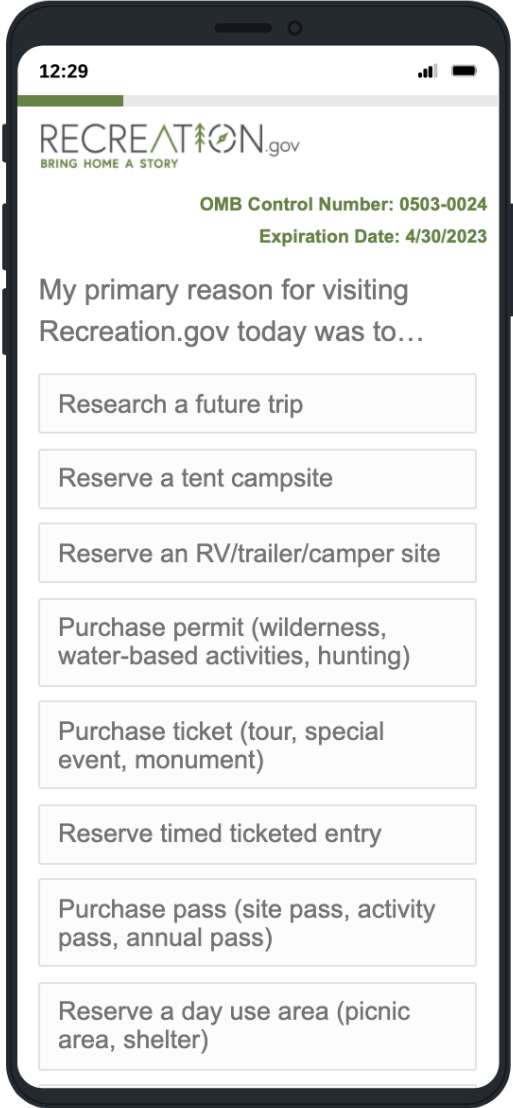 12:29
RECREATION.gov
BRING HOME A STORY
OMB Control Number: 0503-0024
Expiration Date: 4/30/2023
My primary reason for visiting
Recreation.gov today was to…
Research a future trip
Reserve a tent campsite
Reserve an RV/trailer/camper site
Purchase permit (wilderness,
water-based activities, hunting)
Purchase ticket (tour, special
event, monument)
Reserve timed ticketed entry
Purchase pass (site pass, activity
pass, annual pass)
Reserve a day use area (picnic
area, shelter)